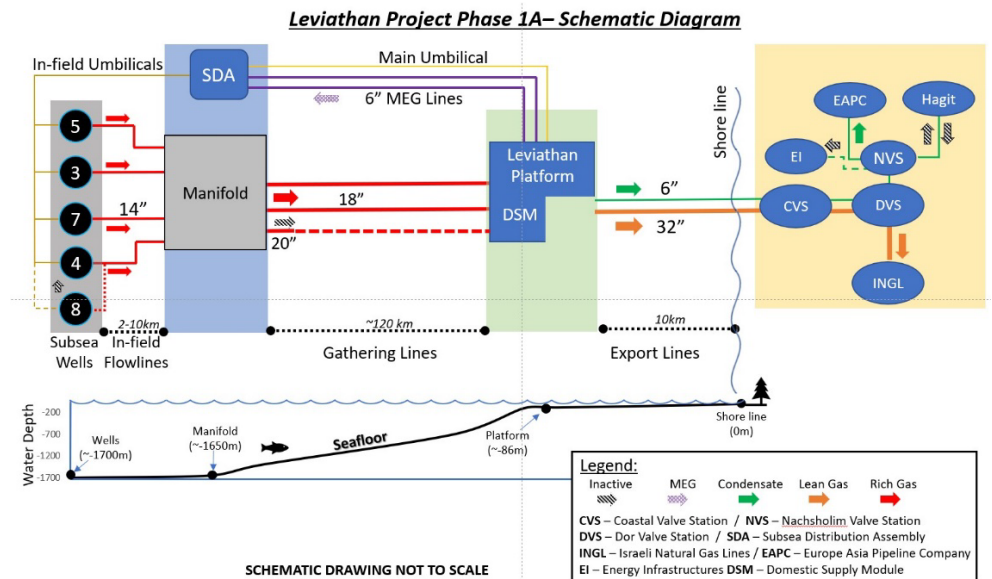 Leviathan Project Phase 1A– Schematic Diagram
In-field Umbilicals
SDA
Main Umbilical
6” MEG Lines
Shore line
EAPC
Hagit
EI
NVS
5
3
7
4
8
14”
Manifold
18”
20”
Leviathan
Platform
DSM
6”
32”
CVS
DVS
INGL
2-10km
~120 km
10km
Subsea
Wells
In-field
Flowlines
Gathering Lines
Export Lines
Water Depth
-200
-700
-1200
-1700
Wells
(~-1700m)
Manifold
(~-1650m)
Seafloor
Platform
(~-86m)
Shore line
(0m)
Legend:
Inactive
MEG
Condensate
Lean Gas
Rich Gas
CVS – Coastal Valve Station / NVS – Nachsholim Valve Station
DVS – Dor Valve Station / SDA – Subsea Distribution Assembly
INGL – Israeli Natural Gas Lines / EAPC – Europe Asia Pipeline Company
EI – Energy Infrastructures DSM – Domestic Supply Module
SCHEMATIC DRAWING NOT TO SCALE